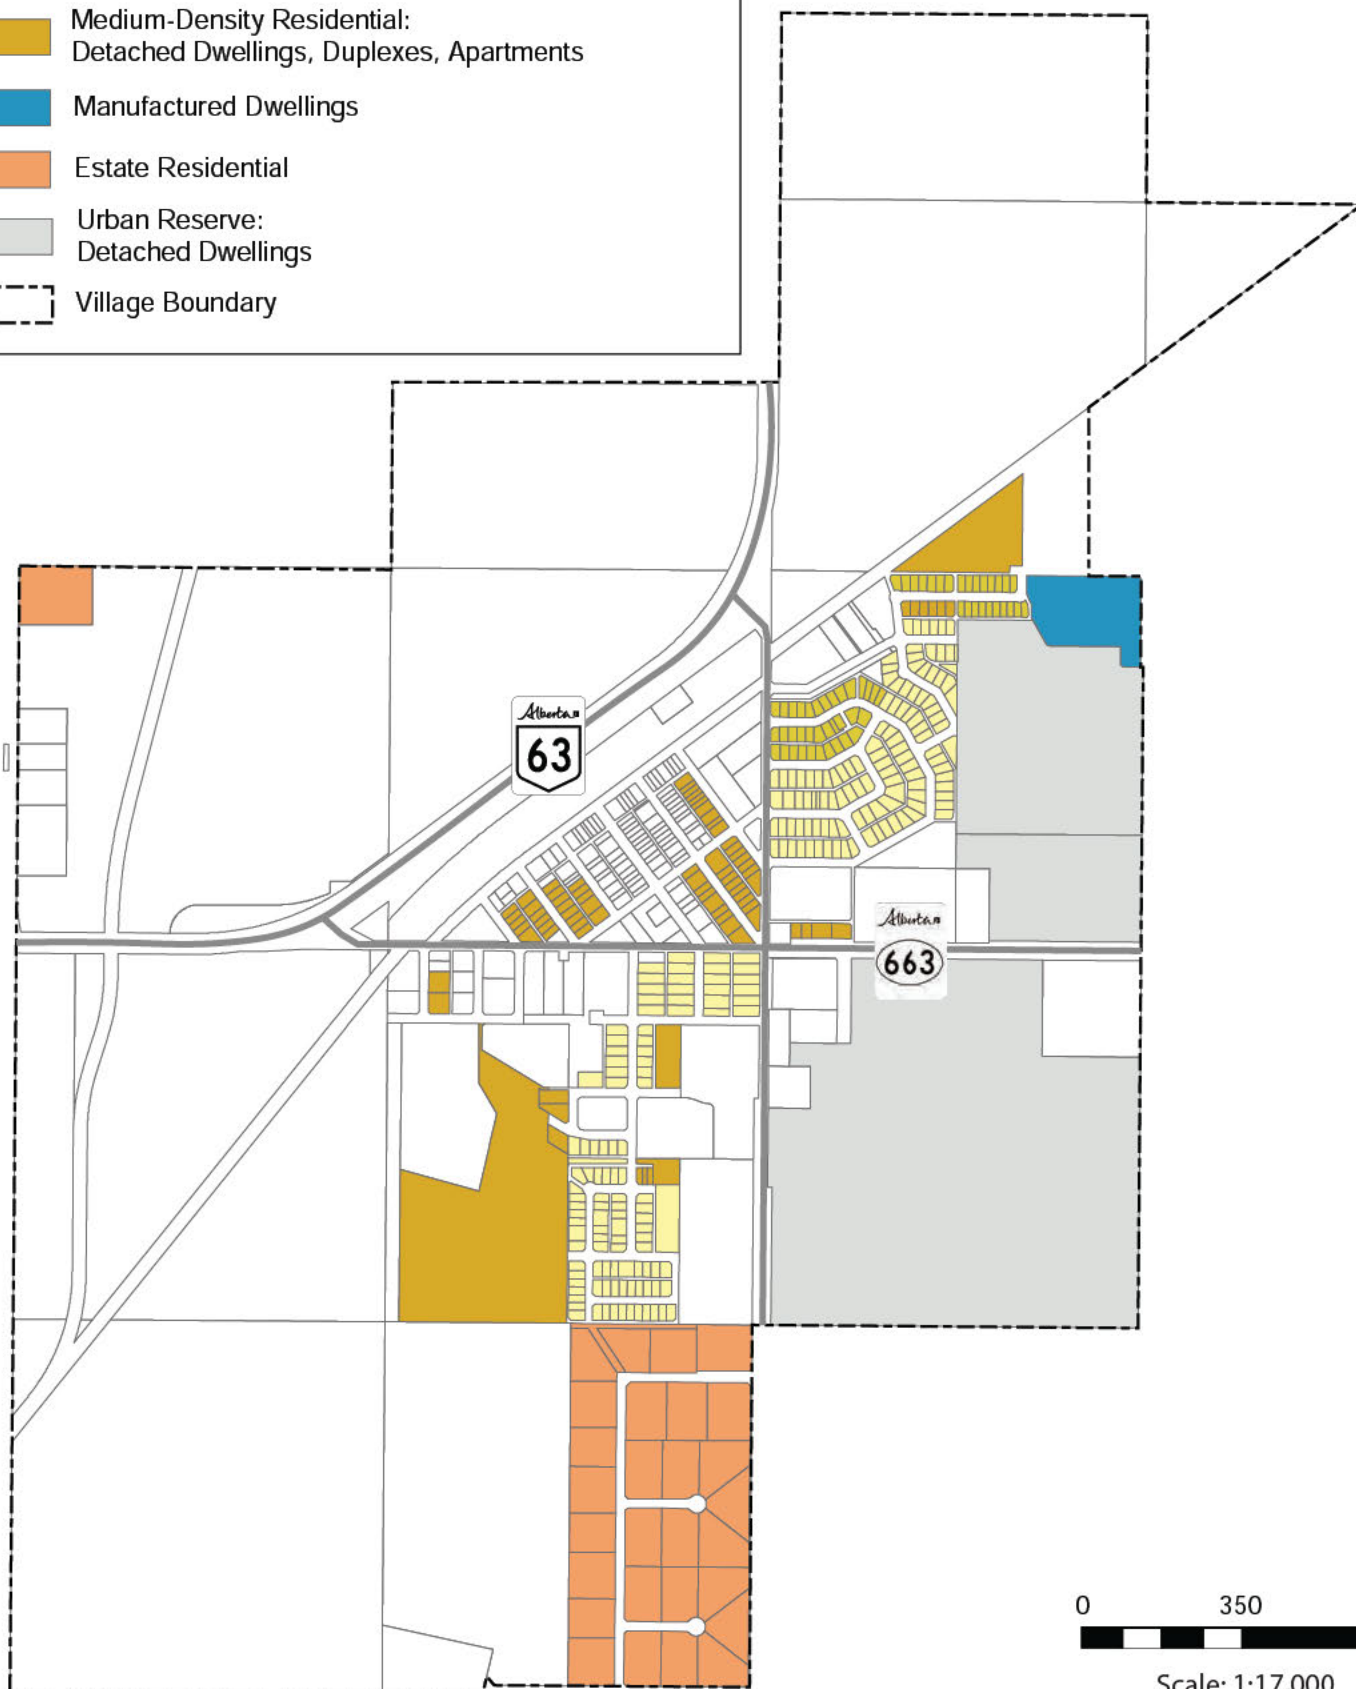 Medium-Density Residential:
Detached Dwellings, Duplexes, Apartments
Manufactured Dwellings
Estate Residential
Urban Reserve:
Detached Dwellings
Village Boundary
Alberta
63
Alberta
663
0 350
Scale: 1:17,000